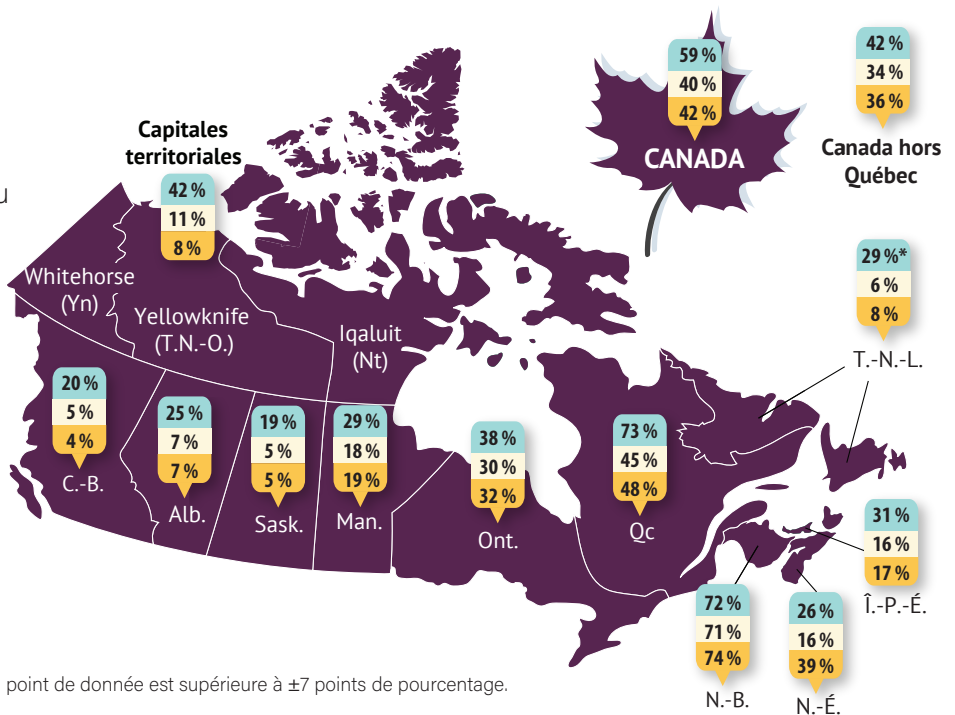 59 %
40 %
42 %
CANADA
42 %
34 %
36 %
Canada hors
Québec
Capitales
territoriales
42 %
11 %
8 %
u
Whitehorse
(Yn)
Yellowknife
(T.N.-O.)
Iqaluit
(Nt)
29 %*
6 %
8 %
T.-N.-L.
20 %
5 %
4 %
C.-B.
25 %
7 %
7 %
Alb.
19 %
5 %
5 %
Sask.
29 %
18 %
19 %
Man.
38 %
30 %
32 %
Ont.
73 %
45 %
48 %
Qc
31 %
16 %
17 %
Î.-P.-É.
72 %
71 %
74 %
N.-B.
26 %
16 %
39 %
N.-É.
point de donnée est supérieure à ±7 points de pourcentage.